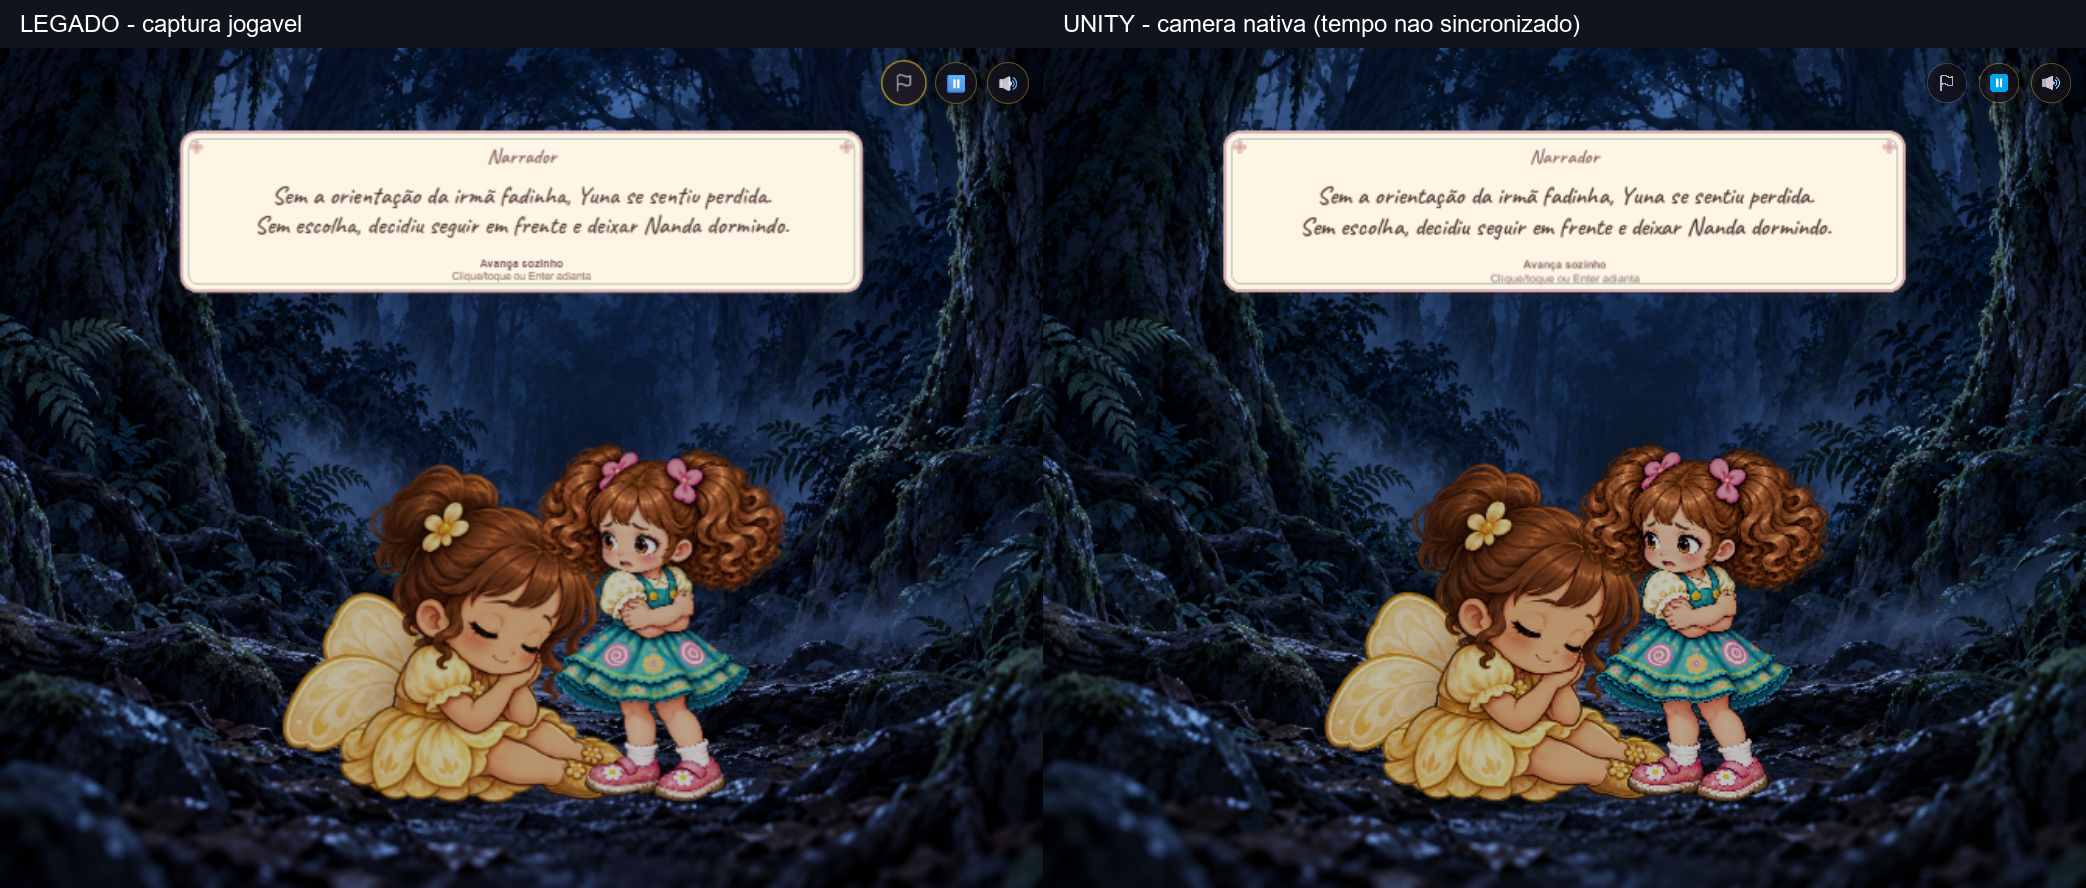 LEGADO - captura jogavel
Narrador
Sem a orientação da irmã fadinha, Yuna se sentiu perdida.
Sem escolha, decidiu seguir em frente e deixar Nanda dormindo.
Avança sozinho
Clique/toque ou Enter adianta
UNITY - camera nativa (tempo nao sincronizado)
Narrador
Sem a orientação da irmã fadinha, Yuna se sentiu perdida.
Sem escolha, decidiu seguir em frente e deixar Nanda dormindo.
Avança sozinho
Clique/toque ou Enter adianta